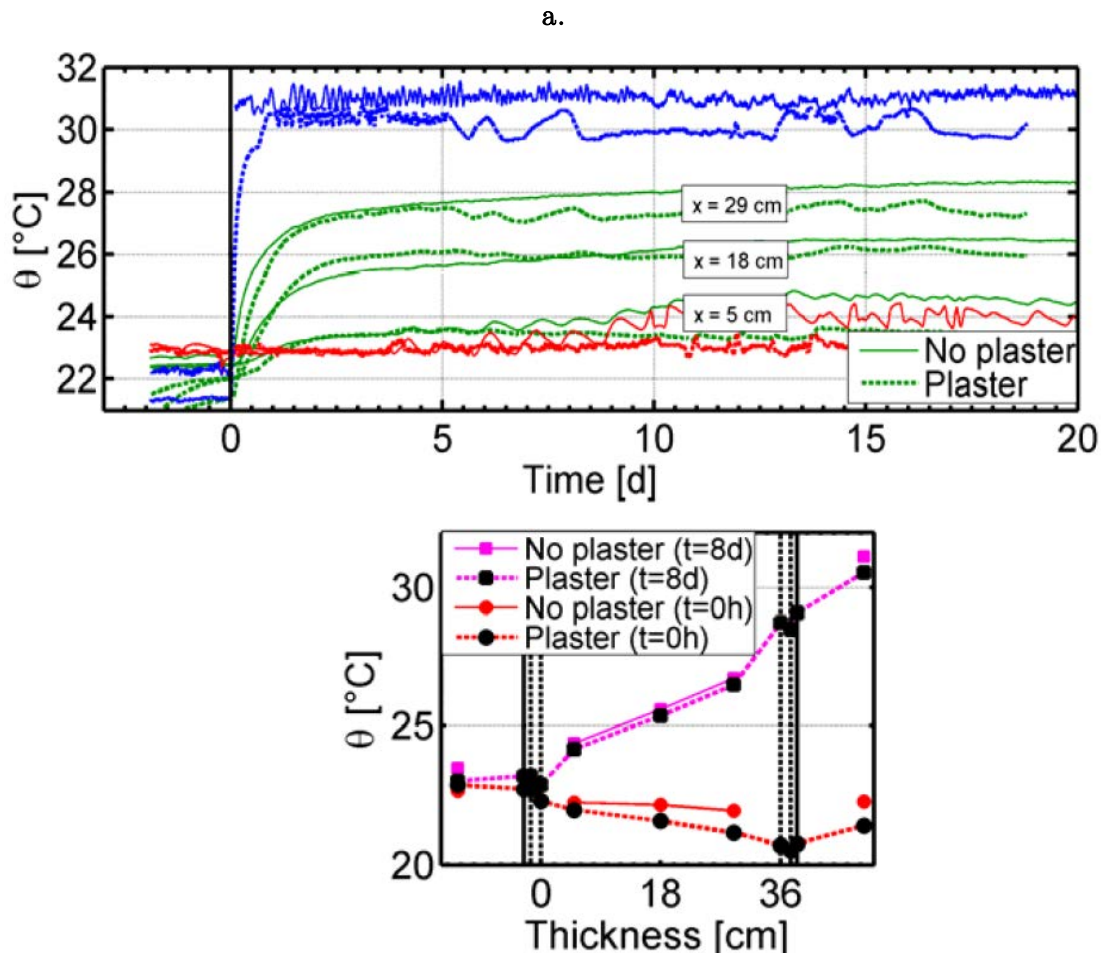 a.
32
30
28
26
24
22
θ [°C]
x = 29 cm
x = 18 cm
x = 5 cm
No plaster
Plaster
0 5 10 15 20
Time [d]
No plaster (t=8d)
Plaster (t=8d)
No plaster (t=0h)
Plaster (t=0h)
30
25
20
θ [°C]
0 18 36
Thickness [cm]